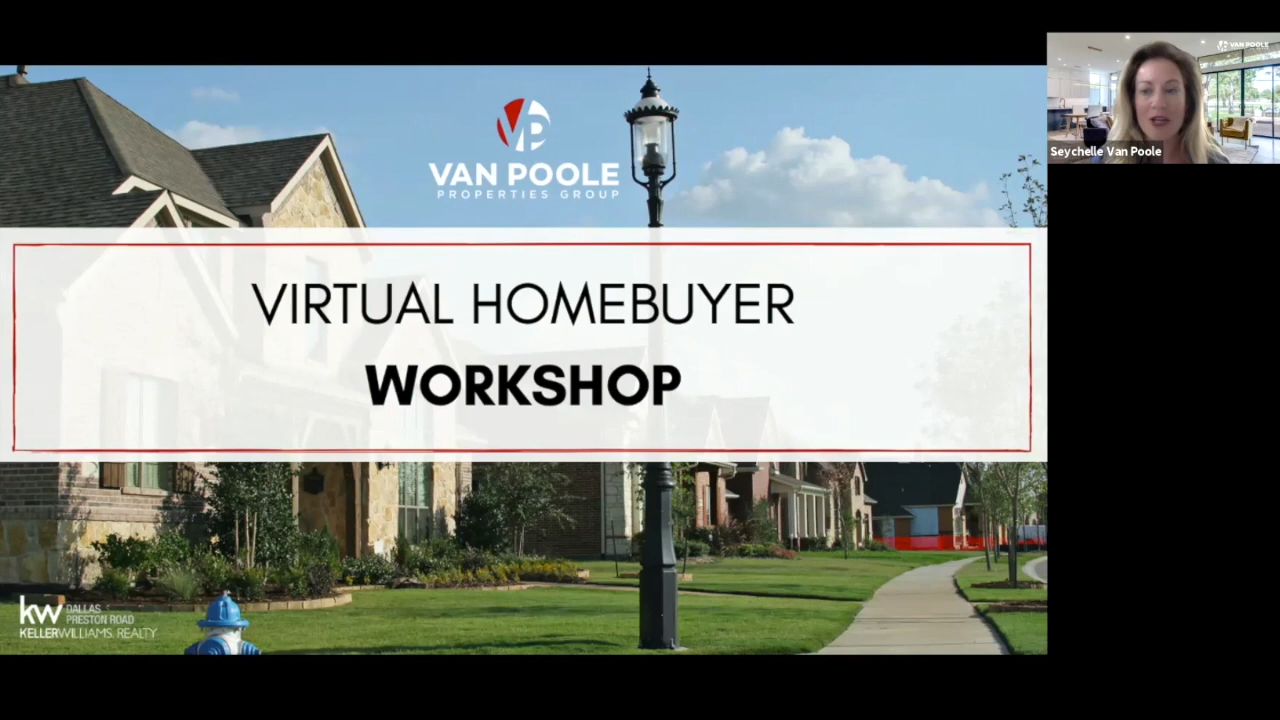 VP
VAN POOLE
PROPERTIES GROUP
VAN POOLE
Seychelle Van Poole
VIRTUAL HOMEBUYER
WORKSHOP
kw DALLAS
PRESTON ROAD
KELLERWILLIAMS. REALTY